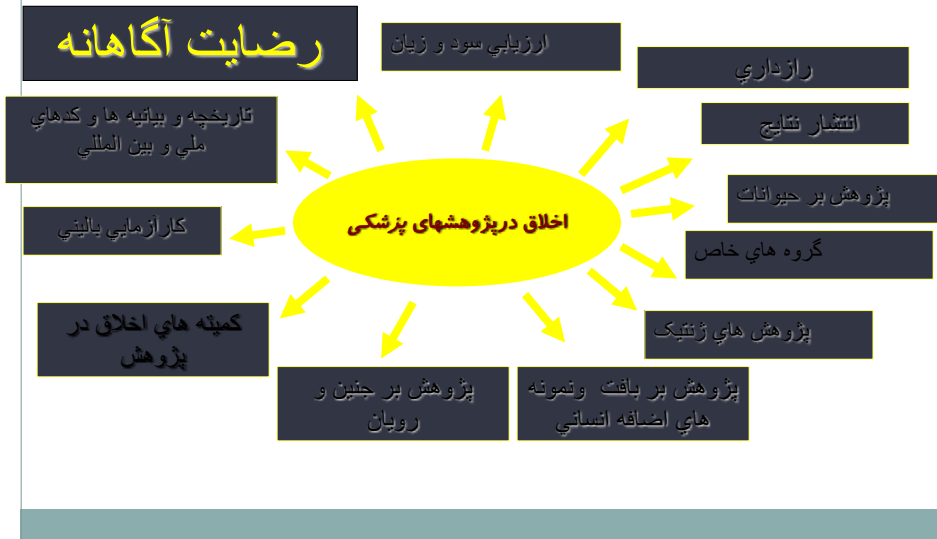 رضايت آگاهانه
ارزيابي سود و زيان
رازداري
تاريخچه و بيانيه ها و كدهاي
ملي و بين المللي
انتشار نتايج
پژوهش بر حيوانات
اخلاق درپژوهشهای پزشکی
كارآزمايي باليني
گروه هاي خاص
كميته هاي اخلاق در
پژوهش
پژوهش هاي ژنتيک
پژوهش بر جنين و
رويان
پژوهش بر بافت ونمونه
هاي اضافه انساني